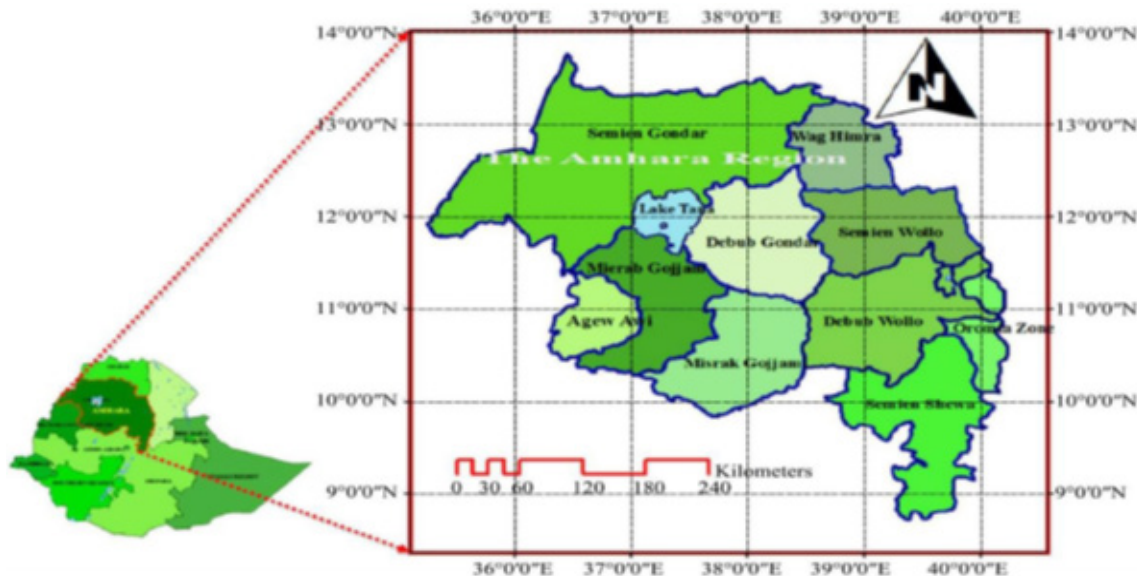 36°0'0"E 37°0'0"E 38°0'0"E 39°0'0"E 40°0'0"E
14°0'0"N 14°0'0"N
N
13°0'0"N 13°0'0"N
Semien Gondar Wag Himra
The Amhara Region
12°0'0"N 12°0'0"N
Lake Tana
Semien Wollo
Debub Gondar
Mierab Gojjam
11°0'0"N 11°0'0"N
Agew Awi Debub Wollo Oromia Zone
Misrak Gojjam
10°0'0"N 10°0'0"N
Semien Shewa
AMHARA
Kilometers
0 30 60 120 180 240
9°0'0"N 9°0'0"N
36°0'0"E 37°0'0"E 38°0'0"E 39°0'0"E 40°0'0"E